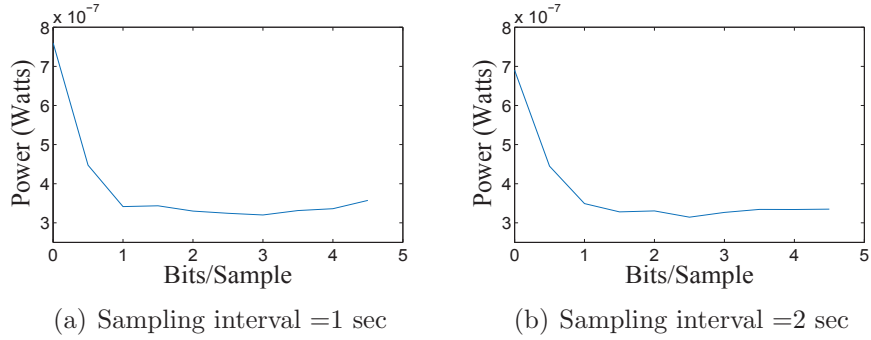 x 10⁻⁷
8
7
6
5
4
3
Power (Watts)
0 1 2 3 4 5
Bits/Sample
(a) Sampling interval =1 sec
x 10⁻⁷
8
7
6
5
4
3
Power (Watts)
0 1 2 3 4 5
Bits/Sample
(b) Sampling interval =2 sec